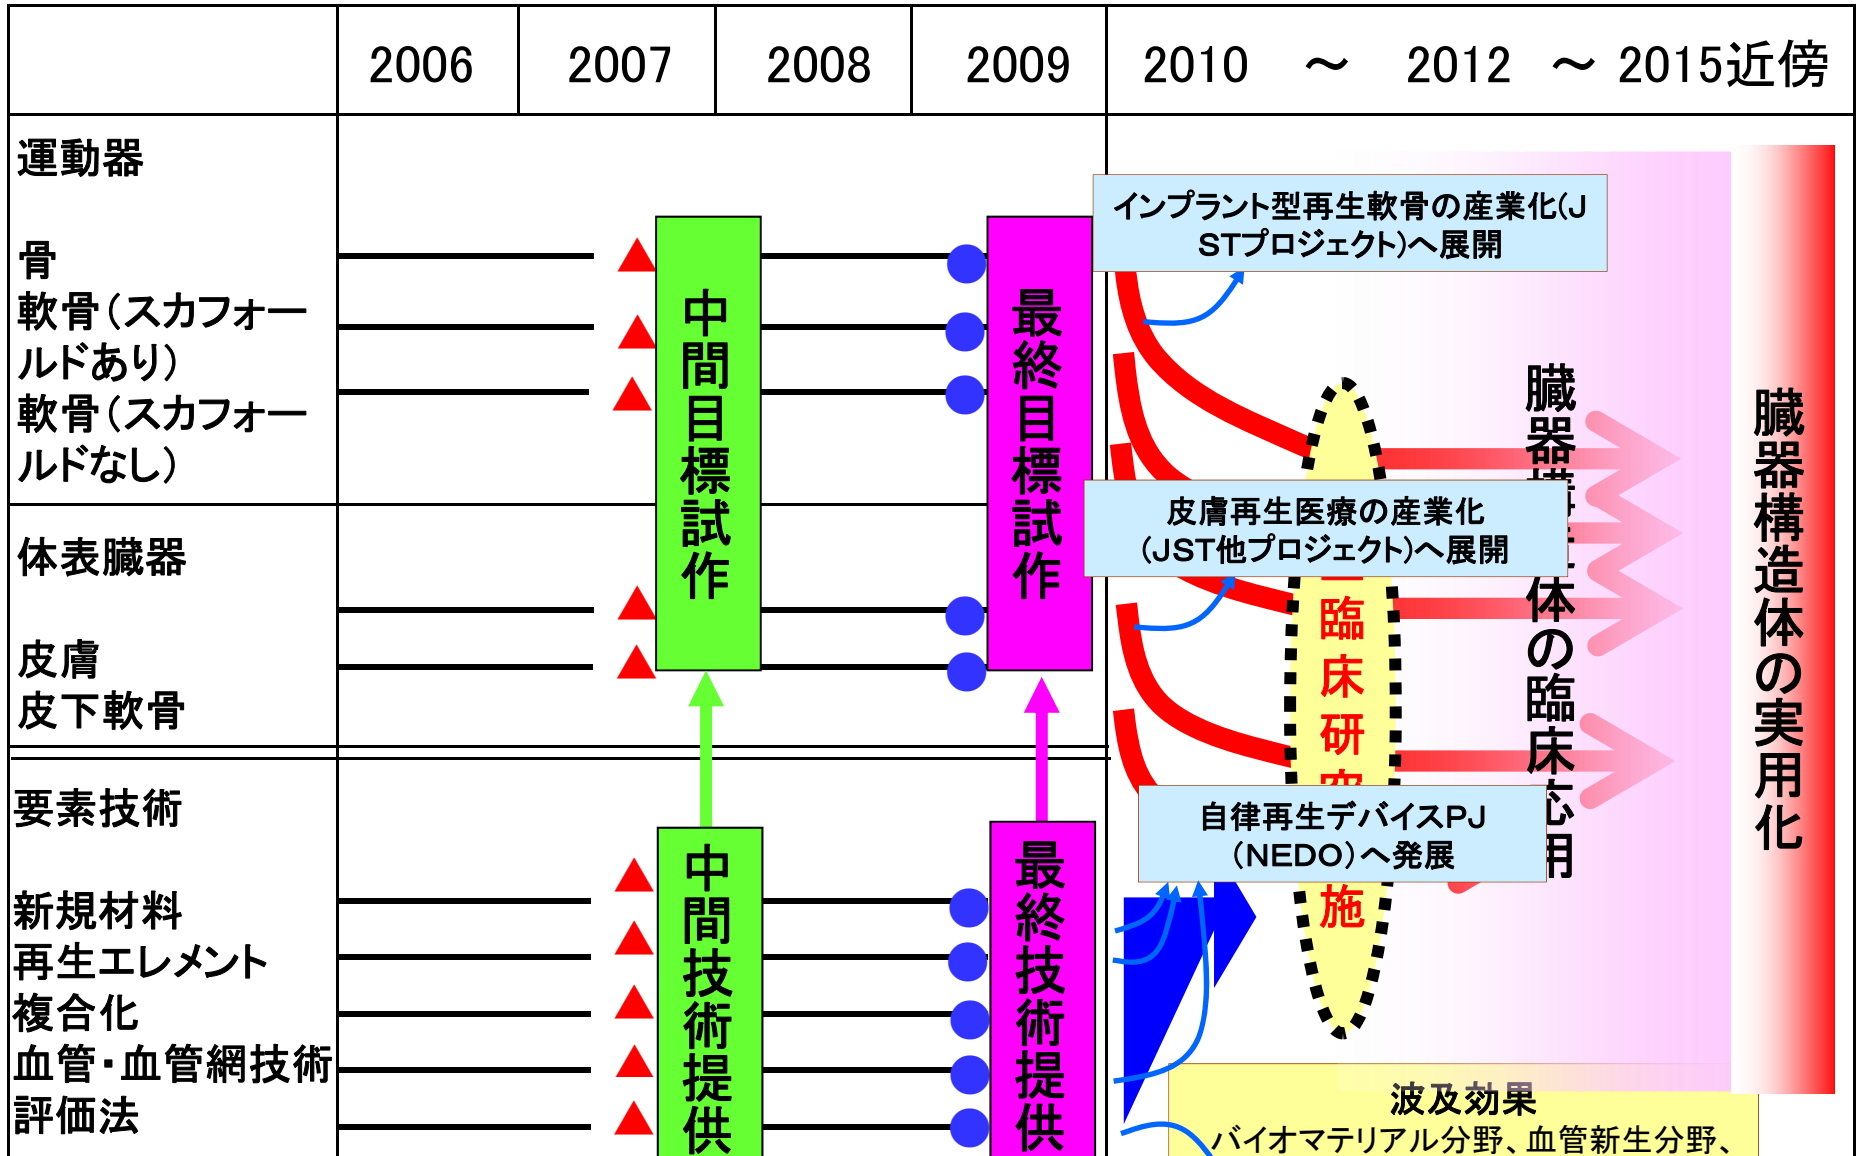 2006 2007 2008 2009 2010 ～ 2012 ～ 2015近傍
運動器
骨
軟骨（スカフォー
ルドあり）
軟骨（スカフォー
ルドなし）
体表臓器
皮膚
皮下軟骨
要素技術
新規材料
再生エレメント
複合化
血管・血管網技術
評価法
中間目標試作
最終目標試作
中間技術提供
最終技術提供
インプラント型再生軟骨の産業化(J
STプロジェクト)へ展開
皮膚再生医療の産業化
(JST他プロジェクト)へ展開
自律再生デバイスPJ
（NEDO）へ発展
臨床研
施
臓器構造体の臨床応用
臓器構造体の実用化
波及効果
バイオマテリアル分野、血管新生分野、